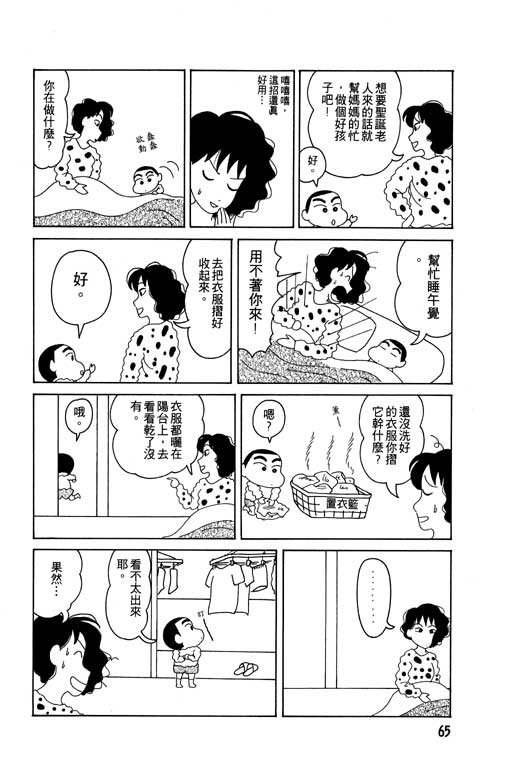 想要聖誕老
人來的話就
幫媽媽的忙
，做個好孩
子吧！
好。
嘻嘻嘻，
這招還真
好用…
你在做什麼？
蠢蠢
欲動
幫忙睡午覺
。
用不著你來！
去把衣服摺好
收起來。
好。
還沒洗好
的衣服你摺
它幹什麼？
熏
嗯？
置衣籃
衣服都曬在
陽台上，去
看看乾了沒
有。
哦。
………
盯
看不太出來
耶。
果然…
65